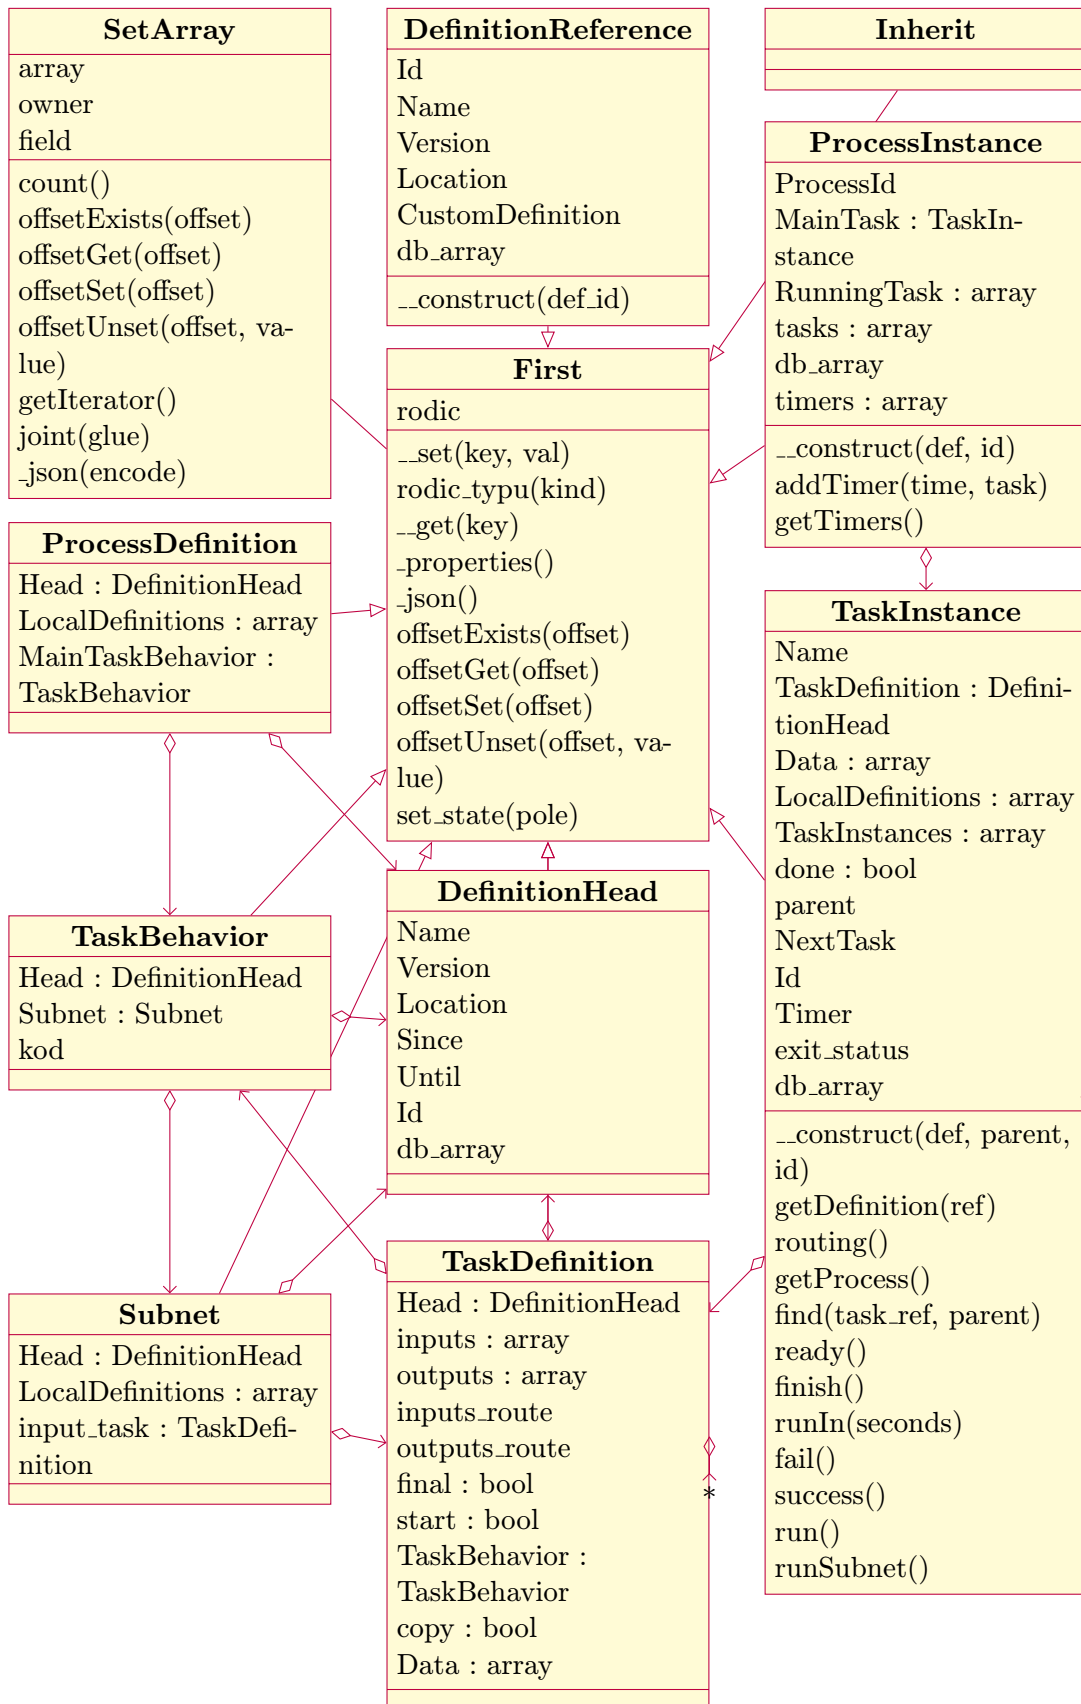 SetArray
array
owner
field
count()
offsetExists(offset)
offsetGet(offset)
offsetSet(offset)
offsetUnset(offset, va-
lue)
getIterator()
joint(glue)
_json(encode)
DefinitionReference
Id
Name
Version
Location
CustomDefinition
db_array
__construct(def_id)
Inherit
ProcessInstance
ProcessId
MainTask : TaskIn-
stance
RunningTask : array
tasks : array
db_array
timers : array
__construct(def, id)
addTimer(time, task)
getTimers()
First
rodic
__set(key, val)
rodic_typu(kind)
__get(key)
_properties()
_json()
offsetExists(offset)
offsetGet(offset)
offsetSet(offset)
offsetUnset(offset, va-
lue)
set_state(pole)
ProcessDefinition
Head : DefinitionHead
LocalDefinitions : array
MainTaskBehavior :
TaskBehavior
TaskInstance
Name
TaskDefinition : Defini-
tionHead
Data : array
LocalDefinitions : array
TaskInstances : array
done : bool
parent
NextTask
Id
Timer
exit_status
db_array
__construct(def, parent,
id)
getDefinition(ref)
routing()
getProcess()
find(task_ref, parent)
ready()
finish()
runIn(seconds)
fail()
success()
run()
runSubnet()
DefinitionHead
Name
Version
Location
Since
Until
Id
db_array
TaskBehavior
Head : DefinitionHead
Subnet : Subnet
kod
TaskDefinition
Head : DefinitionHead
inputs : array
outputs : array
inputs_route
outputs_route
final : bool
start : bool
TaskBehavior :
TaskBehavior
copy : bool
Data : array
*
Subnet
Head : DefinitionHead
LocalDefinitions : array
input_task : TaskDefi-
nition